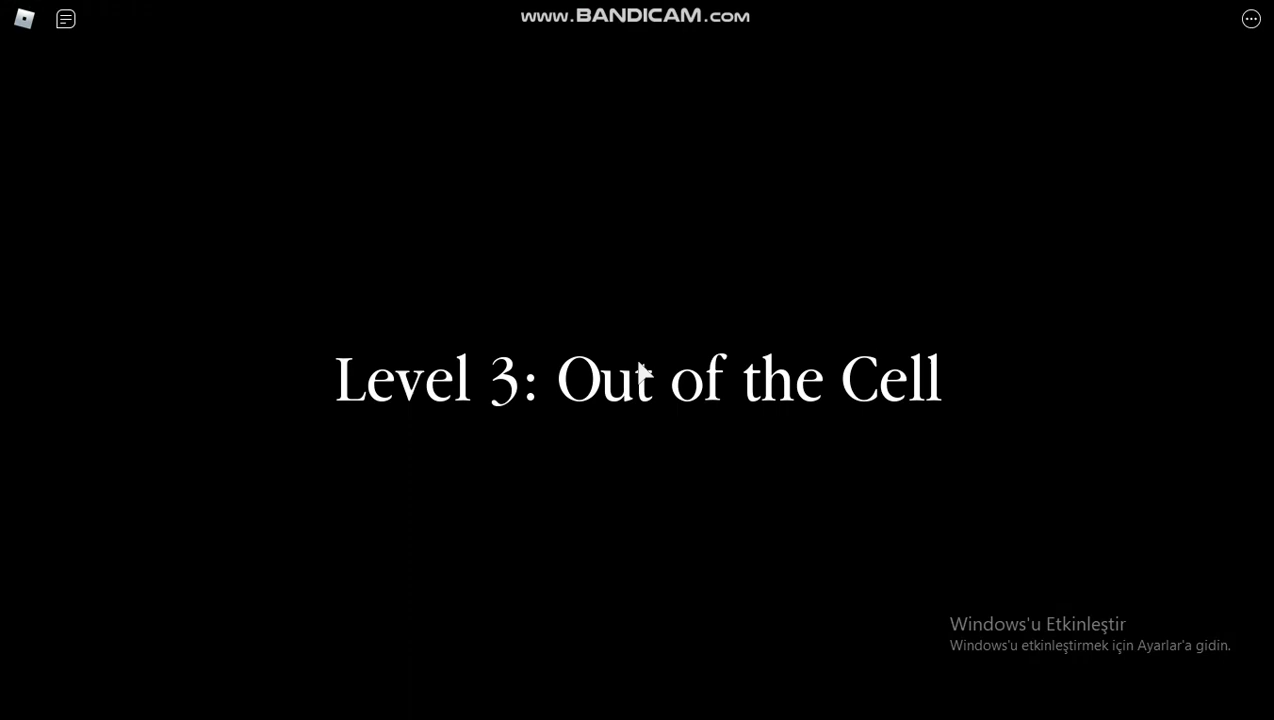 www.BANDICAM.com
Level 3: Out of the Cell
Windows'u Etkinleştir
Windows'u etkinleştirmek için Ayarlar'a gidin.